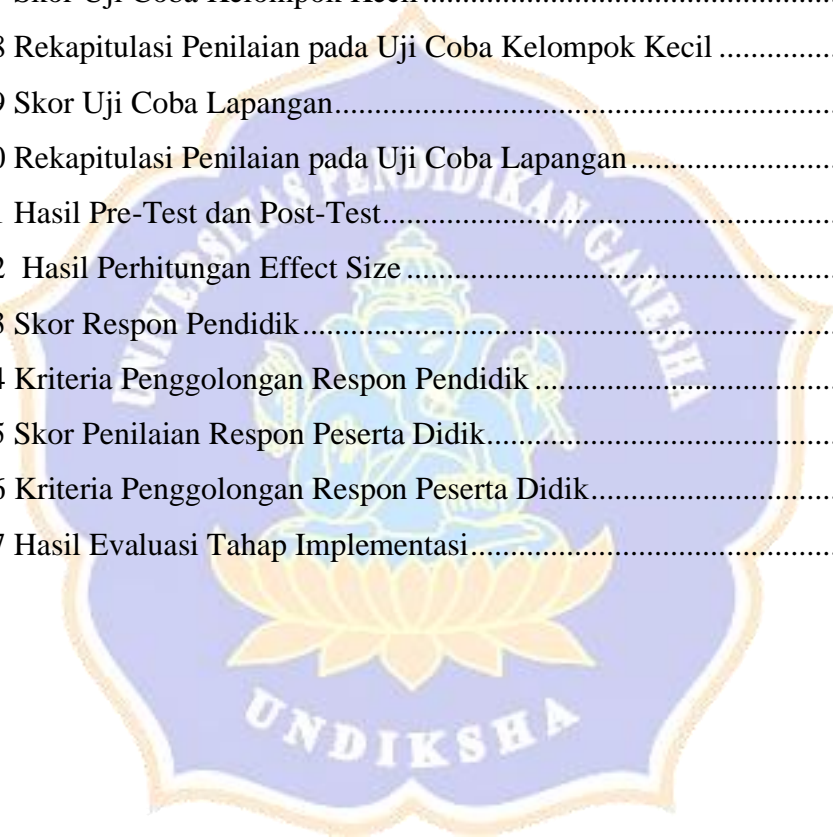 Skor Uji Coba Kelompok Kecil........................................................
8 Rekapitulasi Penilaian pada Uji Coba Kelompok Kecil ................
9 Skor Uji Coba Lapangan....................................................................
0 Rekapitulasi Penilaian pada Uji Coba Lapangan............................
1 Hasil Pre-Test dan Post-Test.............................................................
2 Hasil Perhitungan Effect Size..........................................................
3 Skor Respon Pendidik........................................................................
4 Kriteria Penggolongan Respon Pendidik.........................................
5 Skor Penilaian Respon Peserta Didik...............................................
6 Kriteria Penggolongan Respon Peserta Didik.................................
7 Hasil Evaluasi Tahap Implementasi..................................................
UNIVERSITAS PENDIDIKAN GANESHA
UNDIKSHA